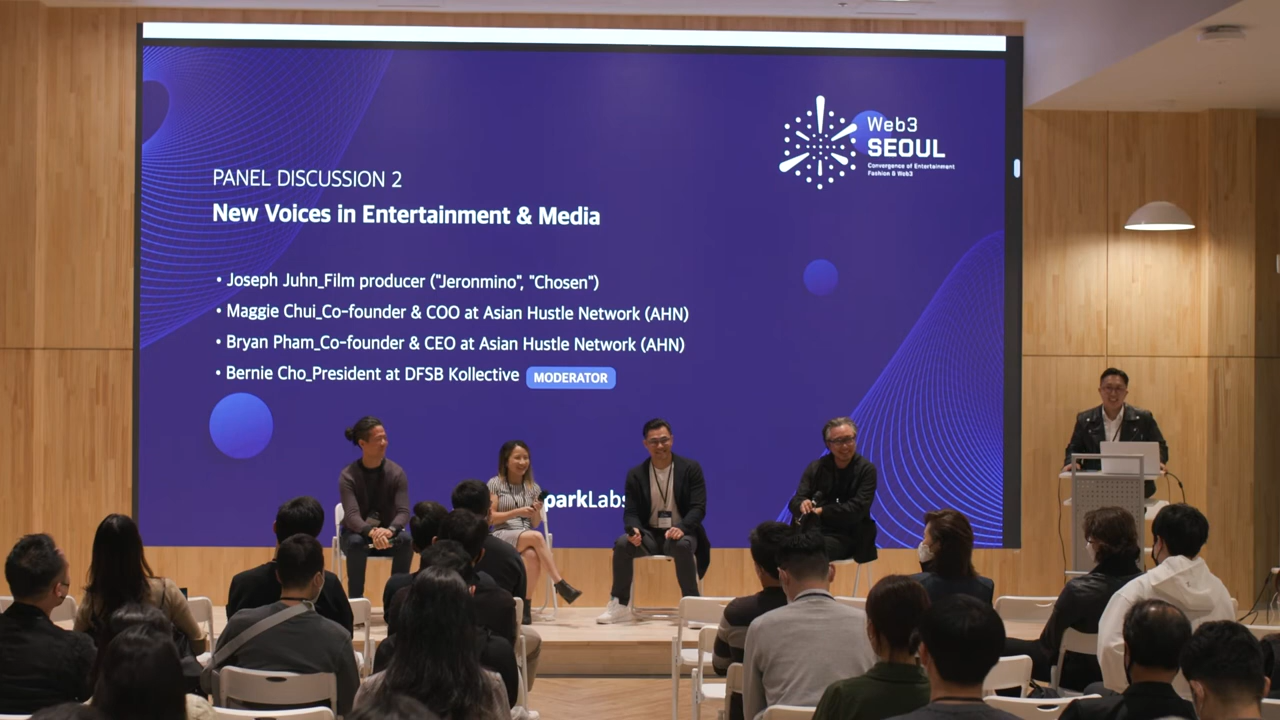 Web3
SEOUL
Convergence of Entertainment
Fashion & Web3
PANEL DISCUSSION 2
New Voices in Entertainment & Media
• Joseph Juhn_Film producer ("Jeronmino", "Chosen")
• Maggie Chui_Co-founder & COO at Asian Hustle Network (AHN)
• Bryan Pham_Co-founder & CEO at Asian Hustle Network (AHN)
• Bernie Cho_President at DFSB Kollective MODERATOR
parkLabs